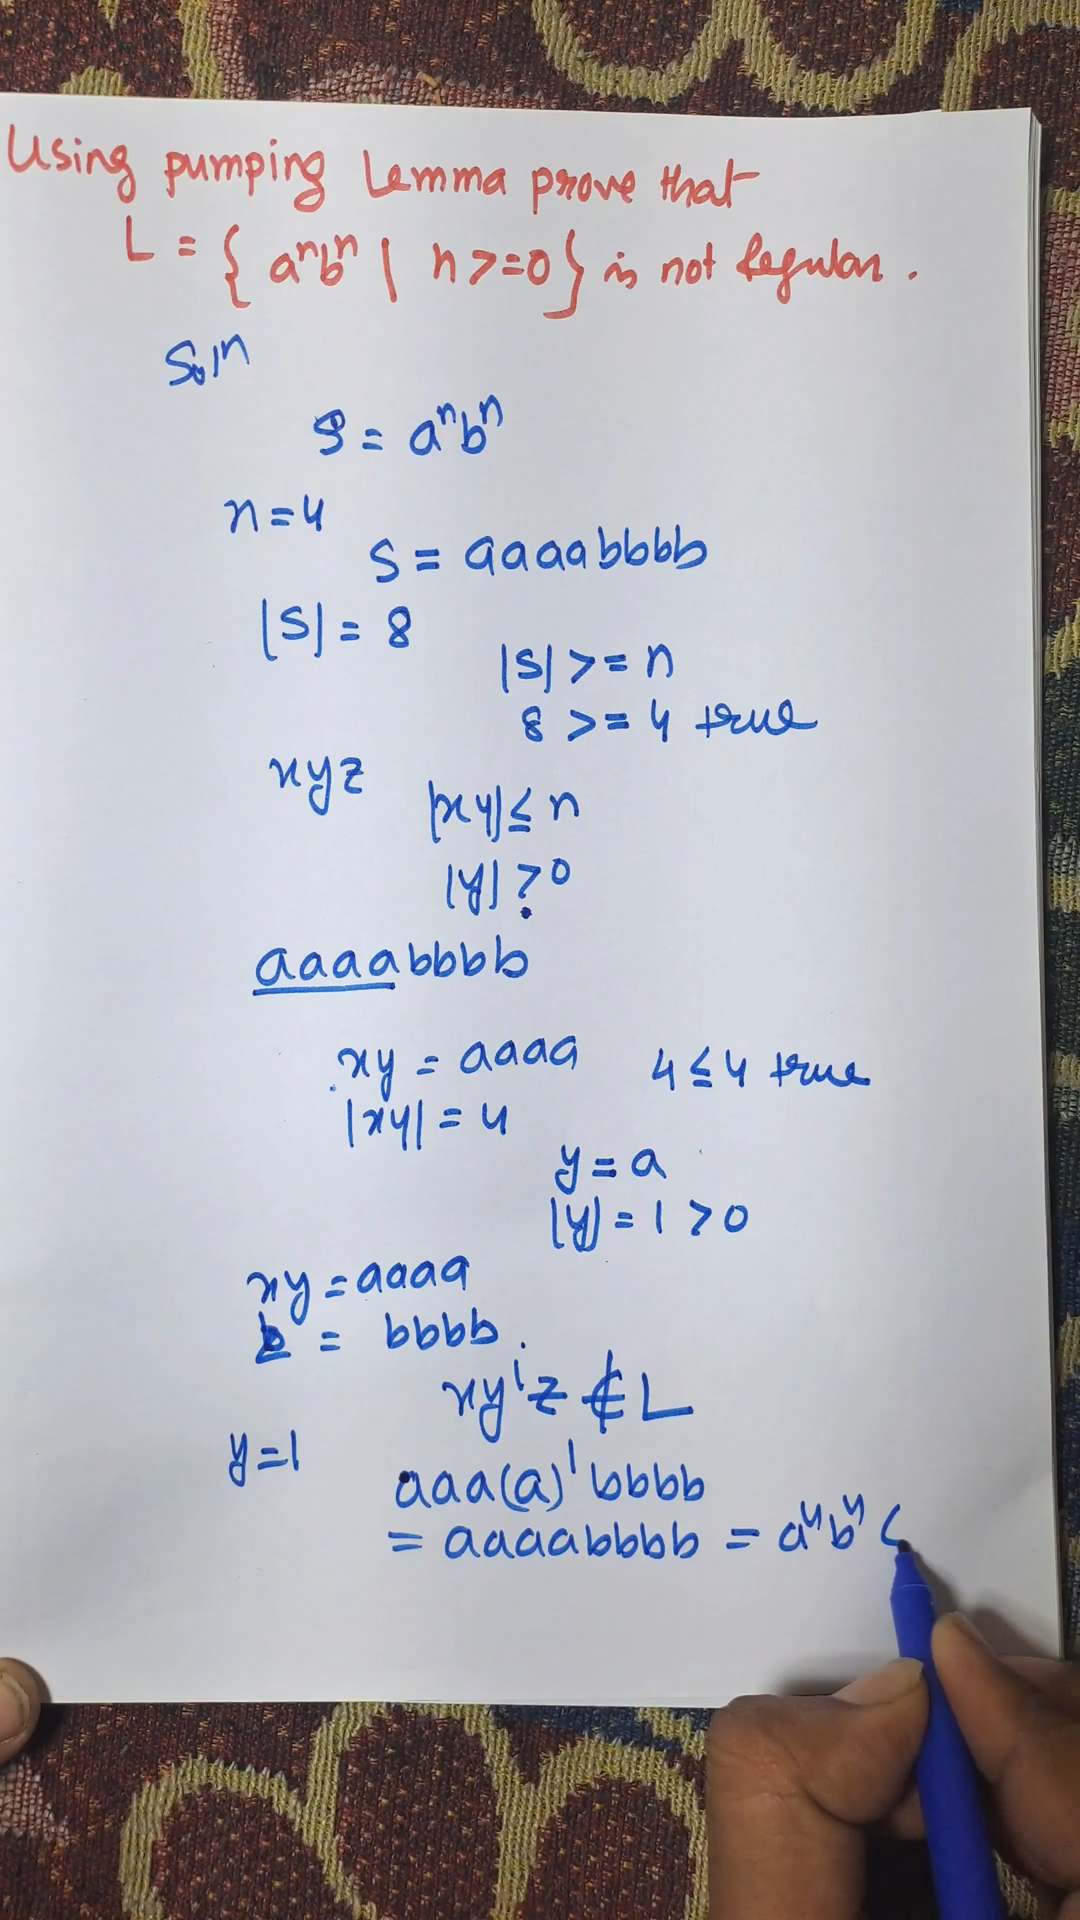 Using pumping Lemma prove that
L = { aⁿbⁿ | n >= 0 } is not Regular.
Solⁿ
S = aⁿbⁿ
n = 4
S = aaaabbbb
|S| = 8
|S| >= n
8 >= 4 true
xyz
|xy| ≤ n
|y| > 0
aaaabbbb
xy = aaaa 4 ≤ 4 true
|xy| = 4
y = a
|y| = 1 > 0
xy = aaaa
z = bbbb.
xyⁱz ∉ L
y = 1
aaa(a)¹bbbb
= aaaabbbb = a⁴b⁴